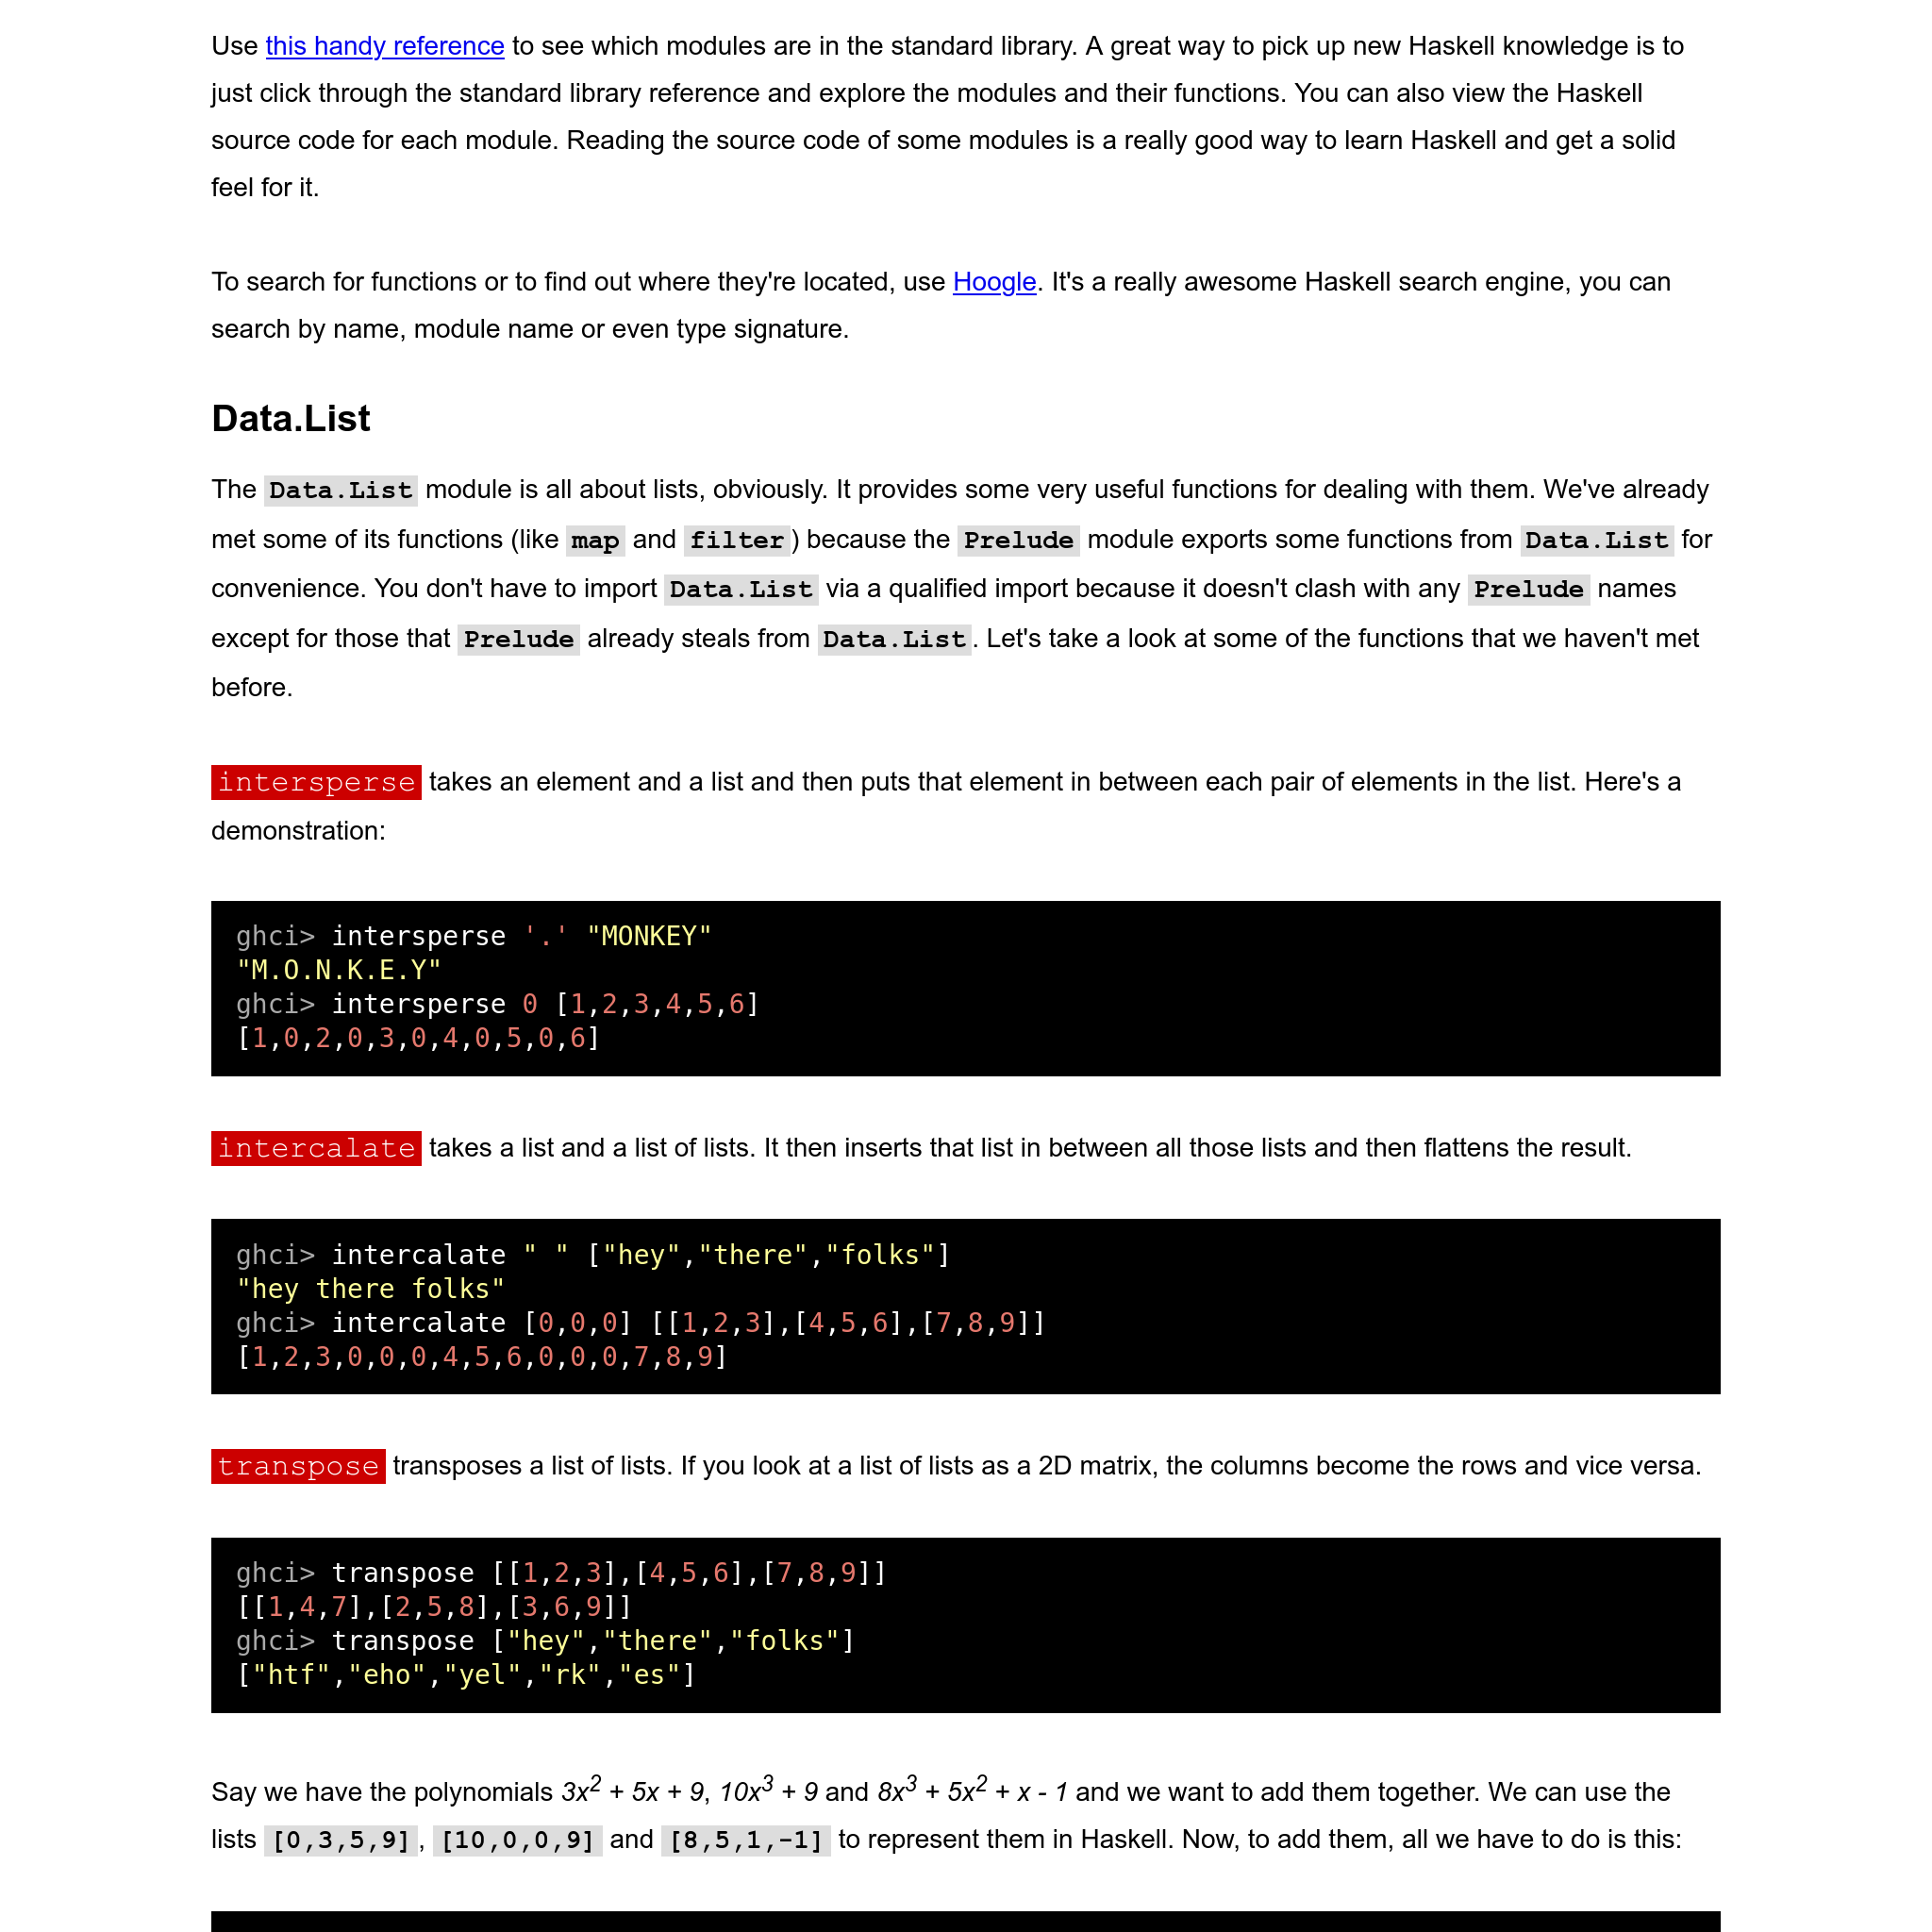 Use this handy reference to see which modules are in the standard library. A great way to pick up new Haskell knowledge is to
just click through the standard library reference and explore the modules and their functions. You can also view the Haskell
source code for each module. Reading the source code of some modules is a really good way to learn Haskell and get a solid
feel for it.
To search for functions or to find out where they're located, use Hoogle. It's a really awesome Haskell search engine, you can
search by name, module name or even type signature.
Data.List
The Data.List module is all about lists, obviously. It provides some very useful functions for dealing with them. We've already
met some of its functions (like map and filter) because the Prelude module exports some functions from Data.List for
convenience. You don't have to import Data.List via a qualified import because it doesn't clash with any Prelude names
except for those that Prelude already steals from Data.List. Let's take a look at some of the functions that we haven't met
before.
intersperse takes an element and a list and then puts that element in between each pair of elements in the list. Here's a
demonstration:
ghci> intersperse '.' "MONKEY"
"M.O.N.K.E.Y"
ghci> intersperse 0 [1,2,3,4,5,6]
[1,0,2,0,3,0,4,0,5,0,6]
intercalate takes a list and a list of lists. It then inserts that list in between all those lists and then flattens the result.
ghci> intercalate " " ["hey","there","folks"]
"hey there folks"
ghci> intercalate [0,0,0] [[1,2,3],[4,5,6],[7,8,9]]
[1,2,3,0,0,0,4,5,6,0,0,0,7,8,9]
transpose transposes a list of lists. If you look at a list of lists as a 2D matrix, the columns become the rows and vice versa.
ghci> transpose [[1,2,3],[4,5,6],[7,8,9]]
[[1,4,7],[2,5,8],[3,6,9]]
ghci> transpose ["hey","there","folks"]
["htf","eho","yel","rk","es"]
Say we have the polynomials 3x² + 5x + 9, 10x³ + 9 and 8x³ + 5x² + x - 1 and we want to add them together. We can use the
lists [0,3,5,9], [10,0,0,9] and [8,5,1,-1] to represent them in Haskell. Now, to add them, all we have to do is this: